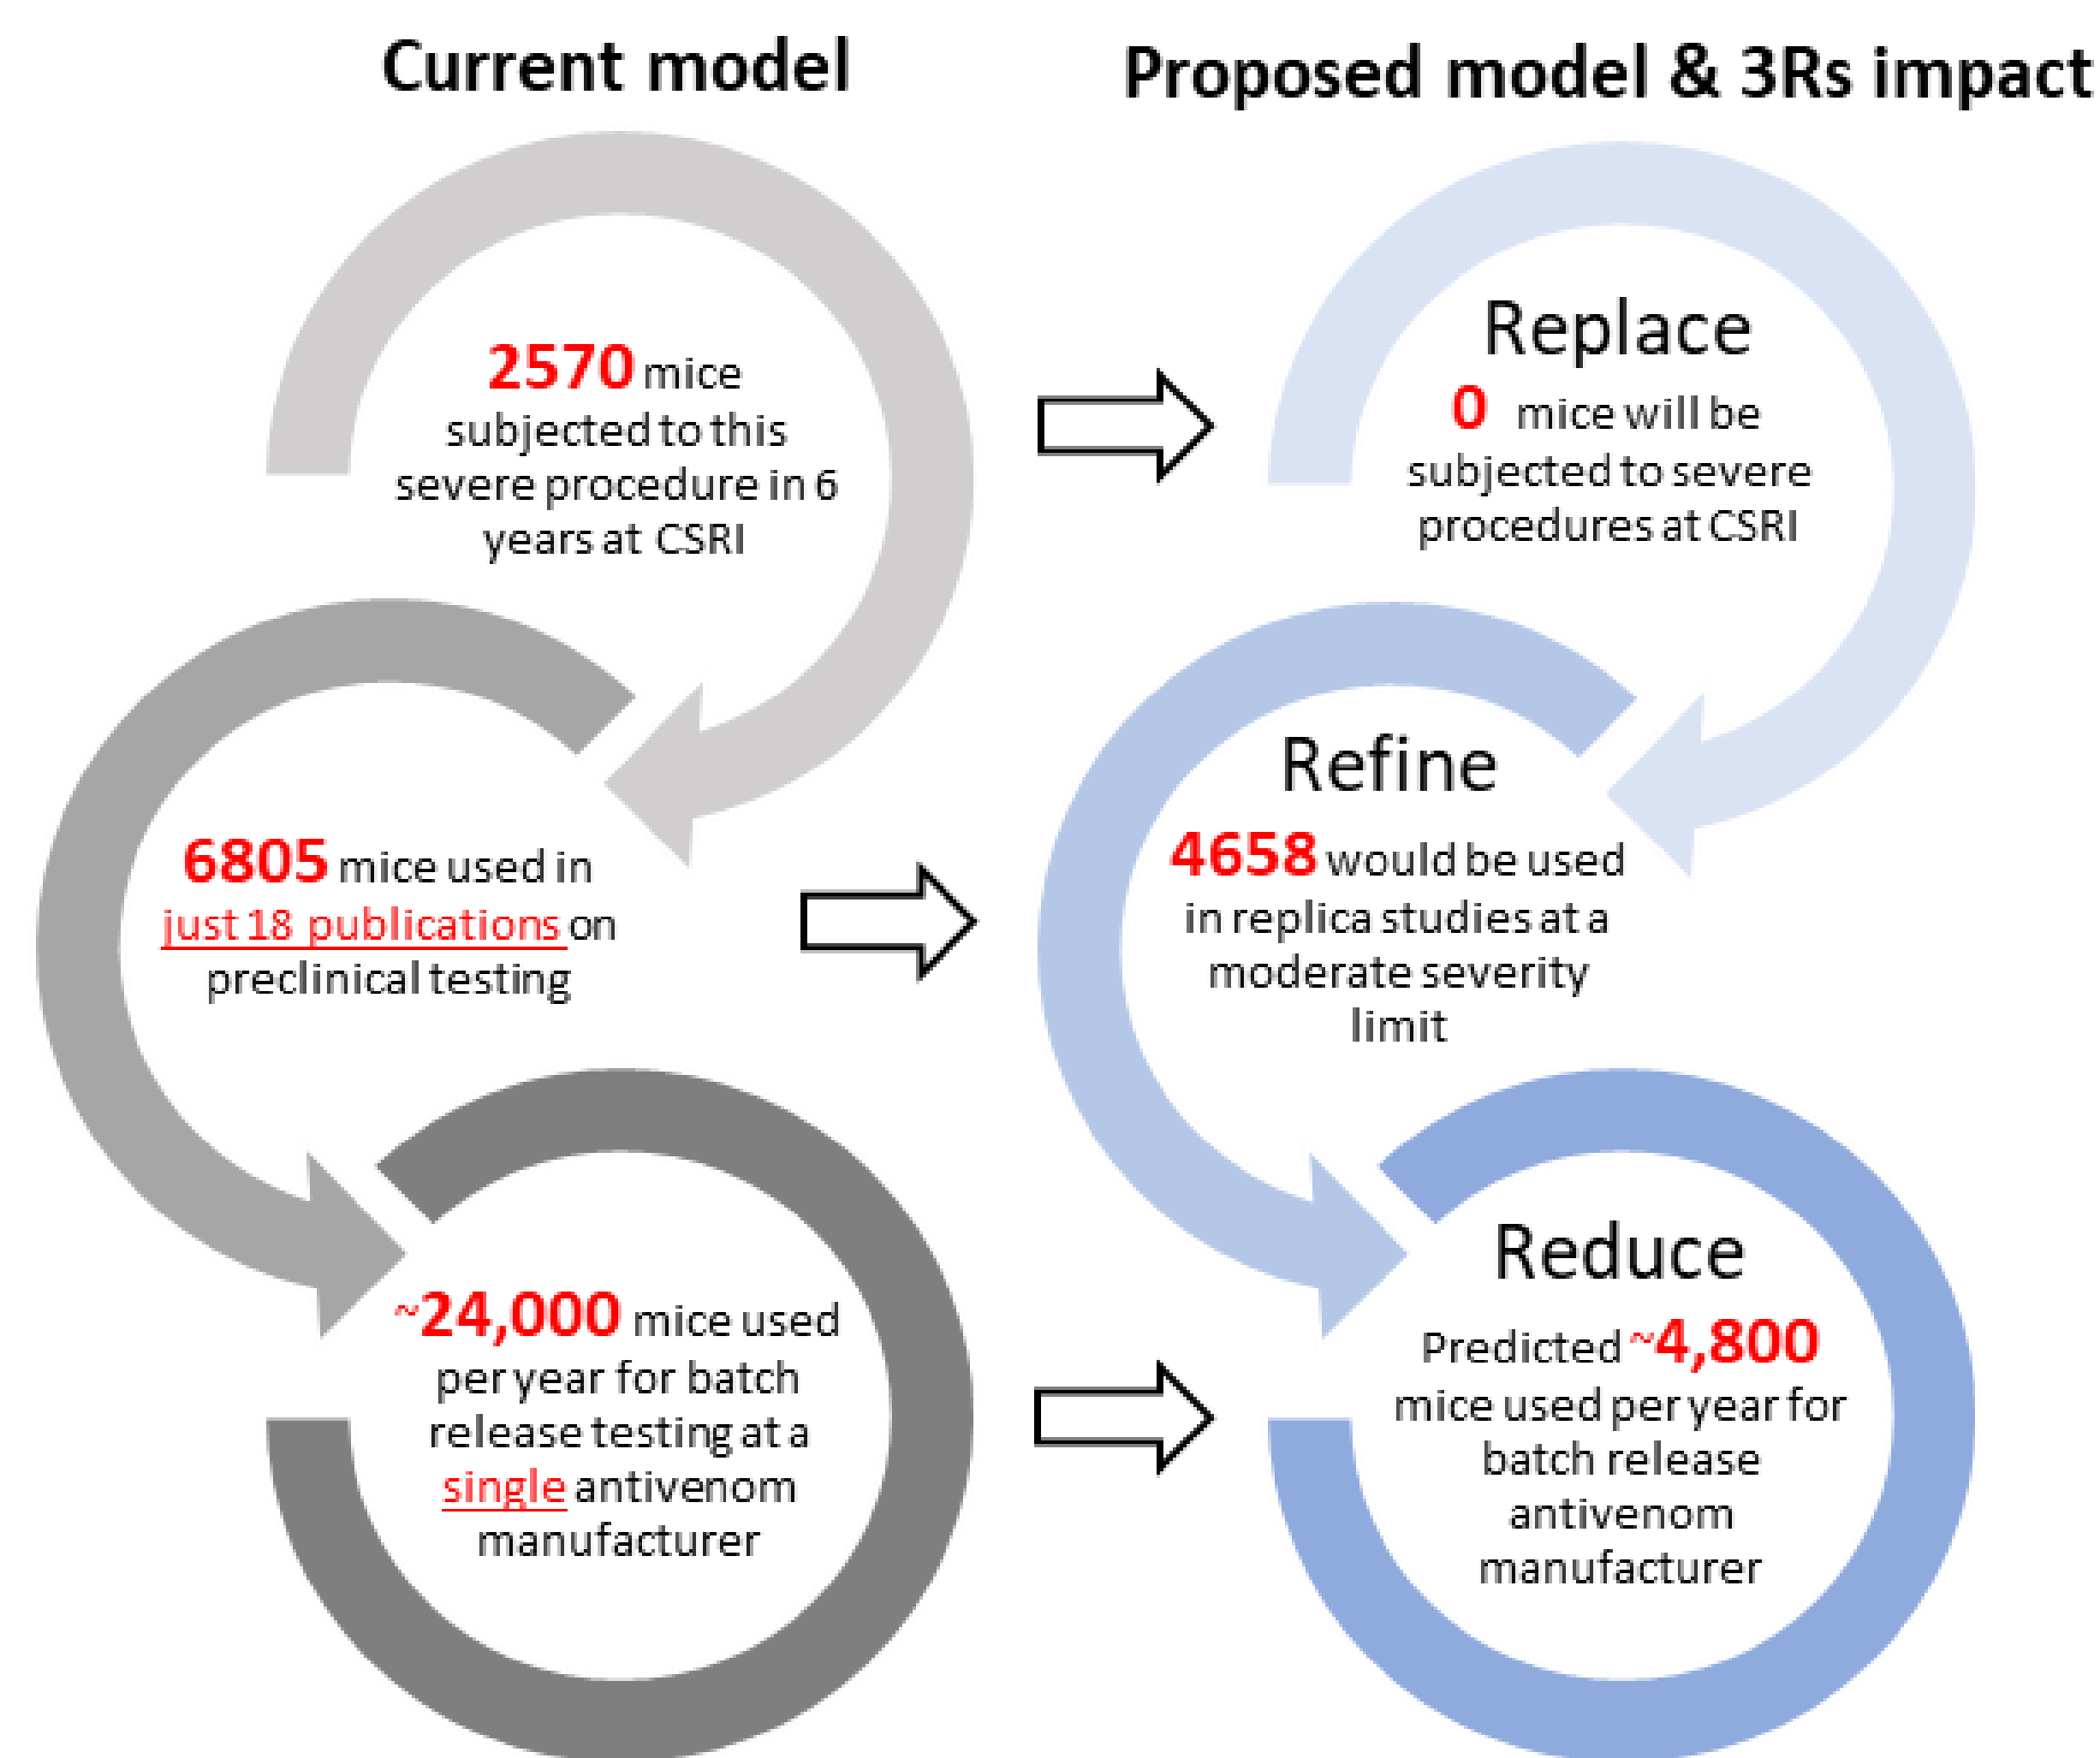 Current model
2570 mice
subjected to this
severe procedure in 6
years at CSRI
6805 mice used in
just 18 publications on
preclinical testing
~24,000 mice used
per year for batch
release testing at a
single antivenom
manufacturer
Proposed model & 3Rs impact
Replace
0 mice will be
subjected to severe
procedures at CSRI
Refine
4658 would be used
in replica studies at a
moderate severity
limit
Reduce
Predicted ~4,800
mice used per year for
batch release
antivenom
manufacturer